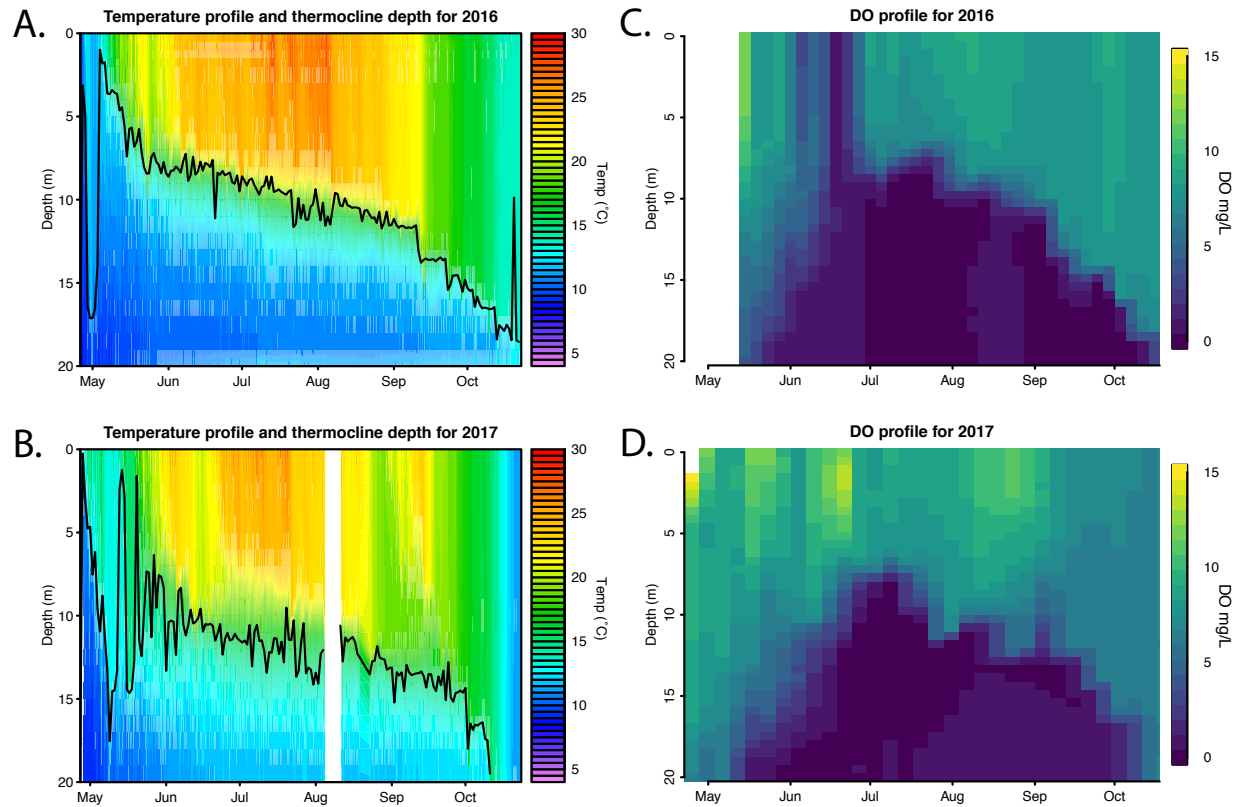 A.
Temperature profile and thermocline depth for 2016
0
5
10
15
20
Depth (m)
May Jun Jul Aug Sep Oct
30
25
20
15
10
5
Temp (°C)
C.
DO profile for 2016
0
5
10
15
20
Depth (m)
May Jun Jul Aug Sep Oct
15
10
5
0
DO mg/L
B.
Temperature profile and thermocline depth for 2017
0
5
10
15
20
Depth (m)
May Jun Jul Aug Sep Oct
30
25
20
15
10
5
Temp (°C)
D.
DO profile for 2017
0
5
10
15
20
Depth (m)
May Jun Jul Aug Sep Oct
15
10
5
0
DO mg/L